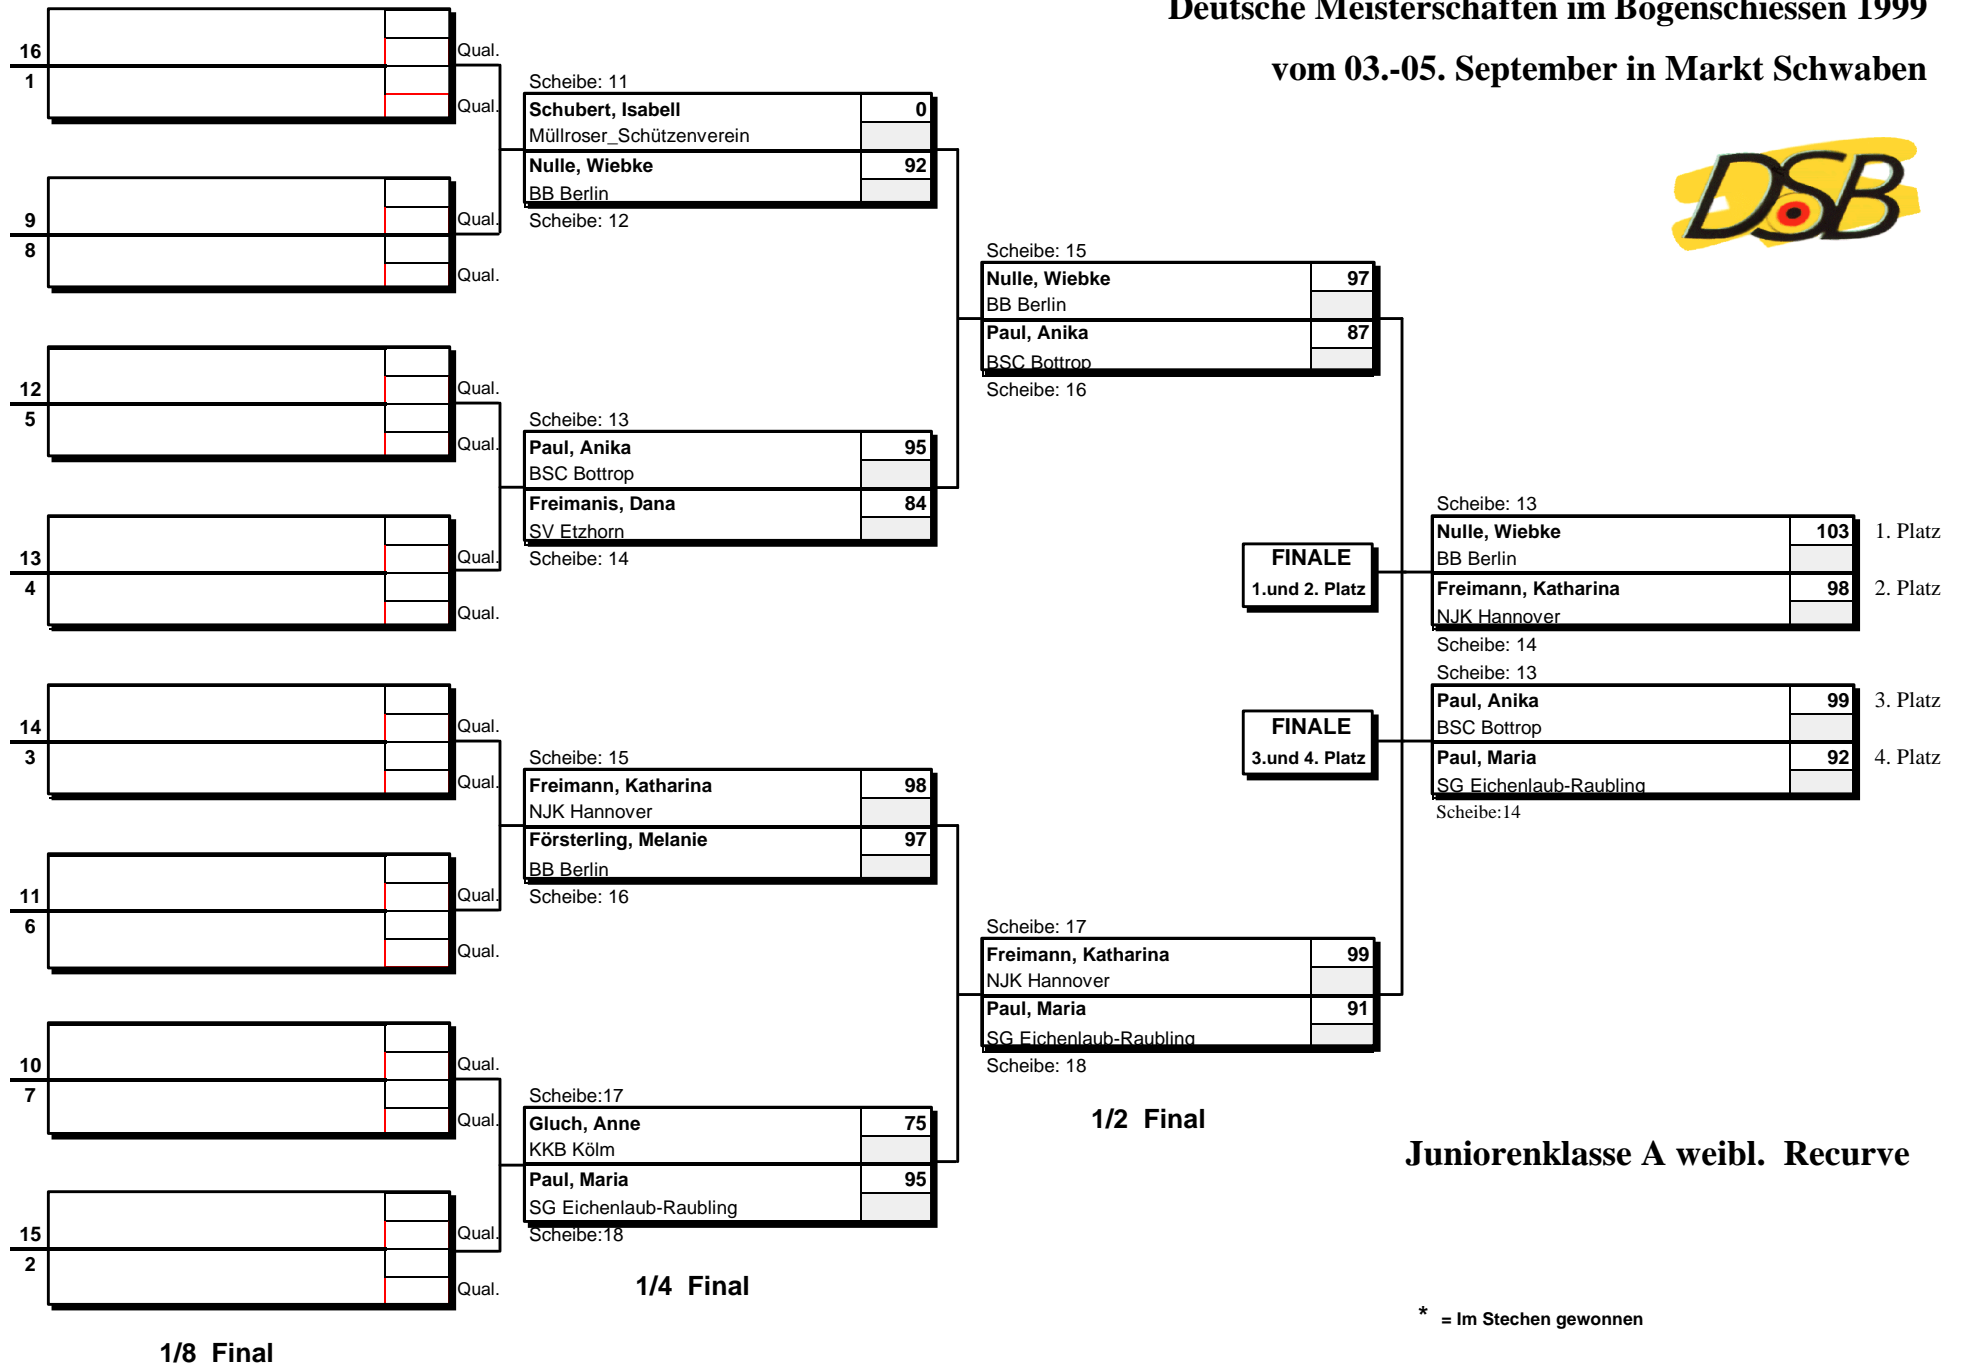 Deutsche Meisterschaften im Bogenschiessen 1999
vom 03.-05. September in Markt Schwaben
DSB
16
Qual.
1
Qual.
9
Qual.
8
Qual.
12
Qual.
5
Qual.
13
Qual.
4
Qual.
14
Qual.
3
Qual.
11
Qual.
6
Qual.
10
Qual.
7
Qual.
15
Qual.
2
Qual.
1/8 Final
Scheibe: 11
Schubert, Isabell 0
Müllroser_Schützenverein
Nulle, Wiebke 92
BB Berlin
Scheibe: 12
Scheibe: 13
Paul, Anika 95
BSC Bottrop
Freimanis, Dana 84
SV Etzhorn
Scheibe: 14
Scheibe: 15
Freimann, Katharina 98
NJK Hannover
Försterling, Melanie 97
BB Berlin
Scheibe: 16
Scheibe:17
Gluch, Anne 75
KKB Kölm
Paul, Maria 95
SG Eichenlaub-Raubling
Scheibe:18
1/4 Final
Scheibe: 15
Nulle, Wiebke 97
BB Berlin
Paul, Anika 87
BSC Bottrop
Scheibe: 16
Scheibe: 17
Freimann, Katharina 99
NJK Hannover
Paul, Maria 91
SG Eichenlaub-Raubling
Scheibe: 18
1/2 Final
FINALE
1.und 2. Platz
Scheibe: 13
Nulle, Wiebke 103 1. Platz
BB Berlin
Freimann, Katharina 98 2. Platz
NJK Hannover
Scheibe: 14
FINALE
3.und 4. Platz
Scheibe: 13
Paul, Anika 99 3. Platz
BSC Bottrop
Paul, Maria 92 4. Platz
SG Eichenlaub-Raubling
Scheibe:14
Juniorenklasse A weibl. Recurve
* = Im Stechen gewonnen